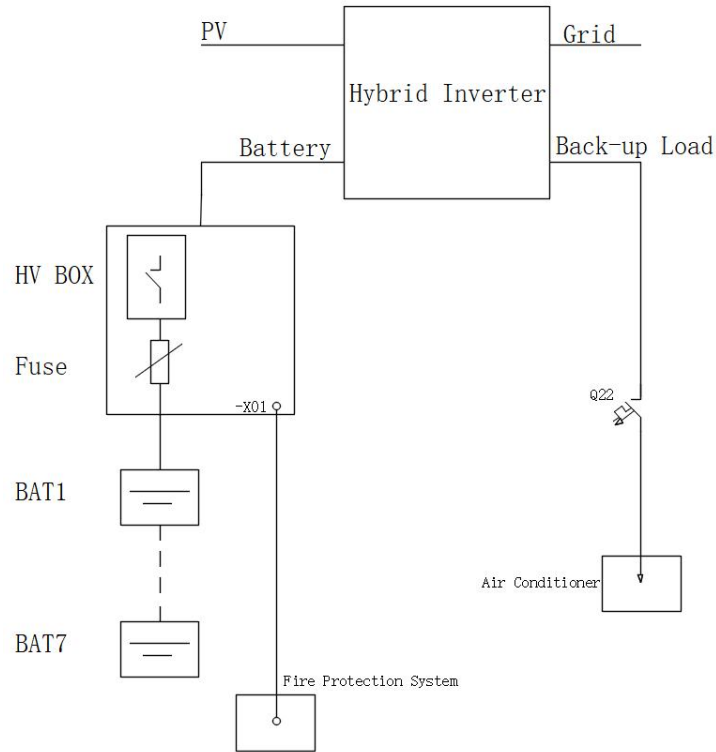 PV
Grid
Hybrid Inverter
Battery
Back-up Load
HV BOX
Fuse
Q22
-X01
BAT1
Air Conditioner
BAT7
Fire Protection System